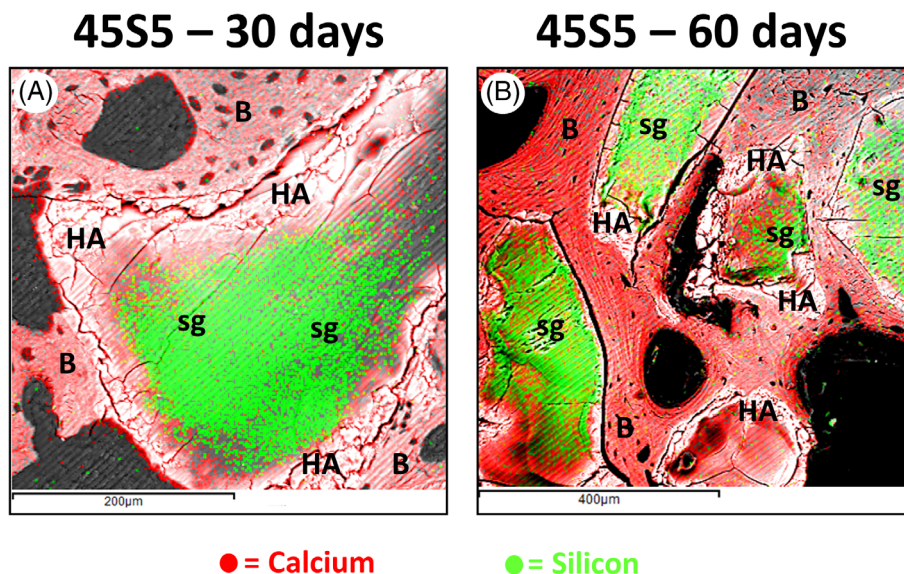 45S5 – 30 days
45S5 – 60 days
(A)
B
HA
HA
B
sg
sg
HA
B
200μm
(B)
B
B
sg
HA
sg
HA
sg
HA
sg
HA
B
400μm
= Calcium
= Silicon